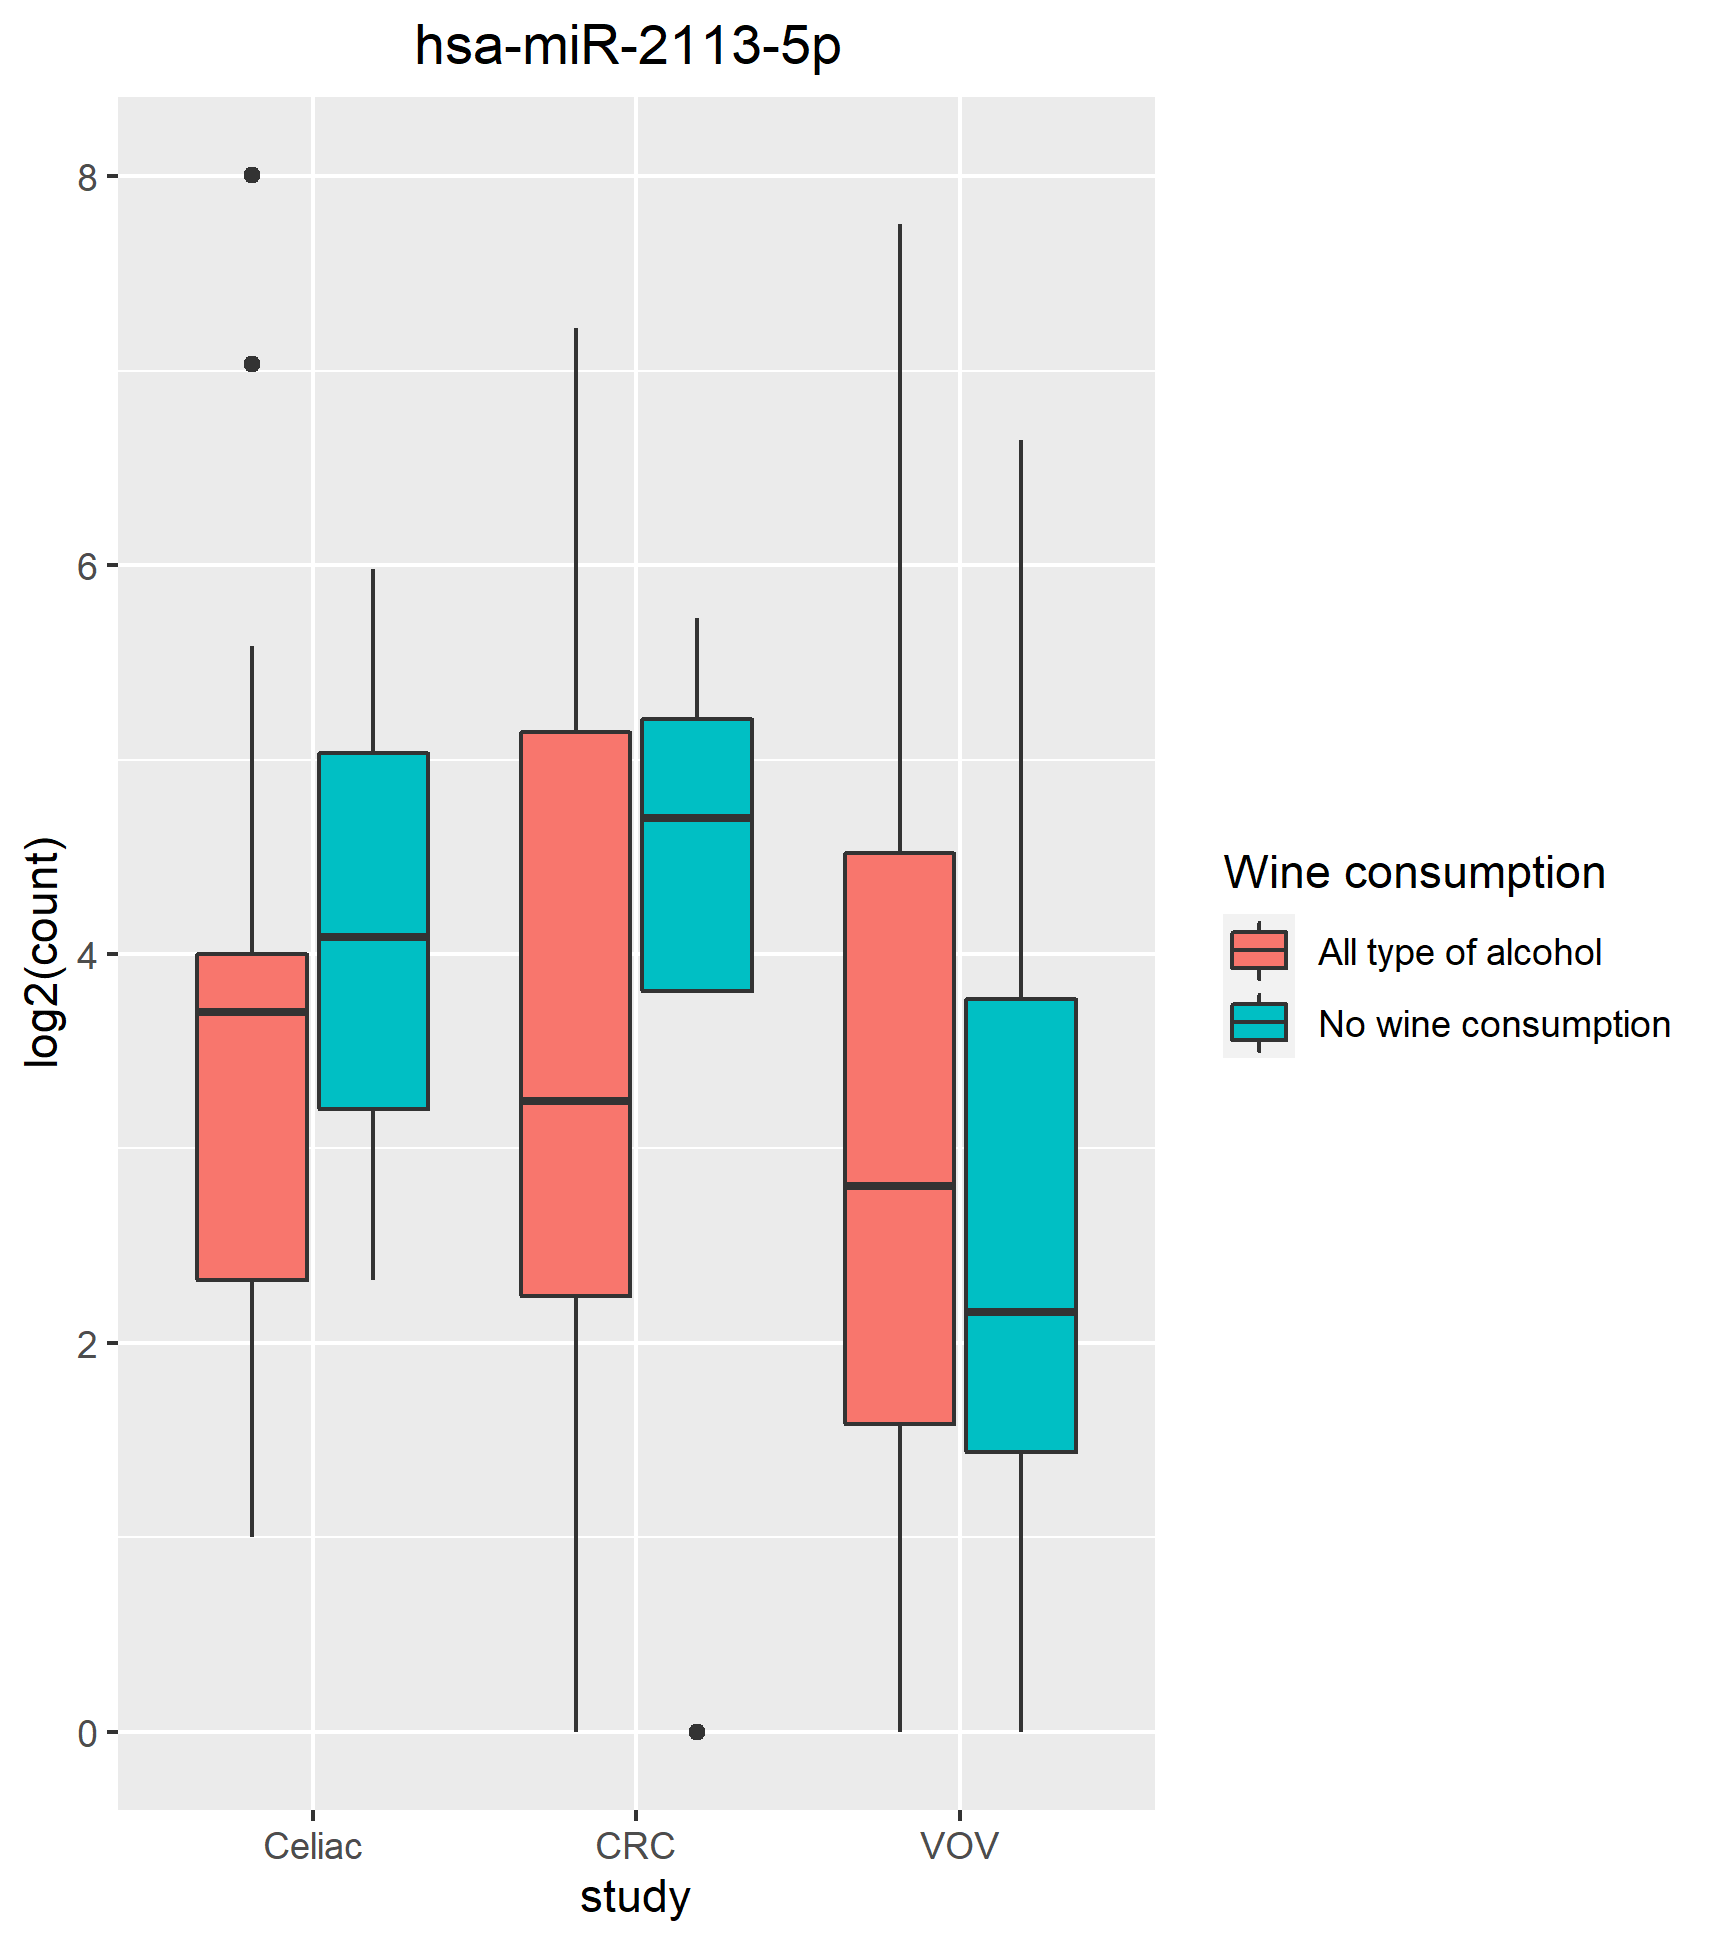 hsa-miR-2113-5p
8
6
4
2
0
log2(count)
Celiac
CRC
VOV
study
Wine consumption
All type of alcohol
No wine consumption